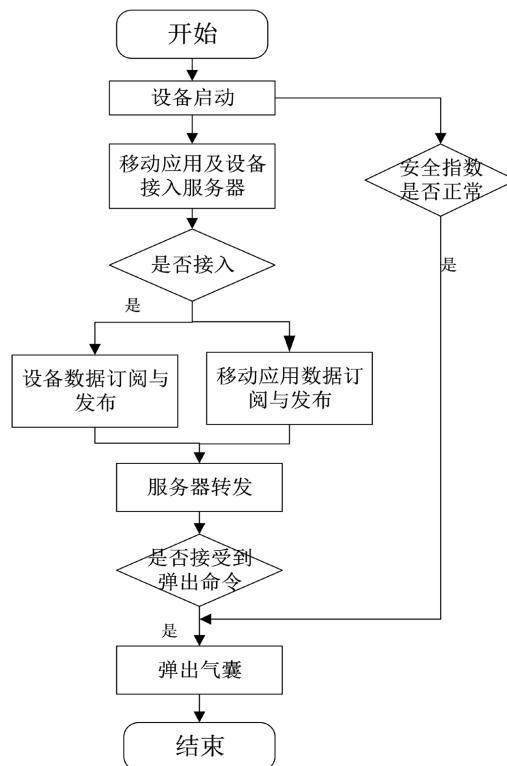 开始
设备启动
移动应用及设备
接入服务器
安全指数
是否正常
是否接入
是
是
设备数据订阅与
发布
移动应用数据订
阅与发布
服务器转发
是否接受到
弹出命令
是
弹出气囊
结束